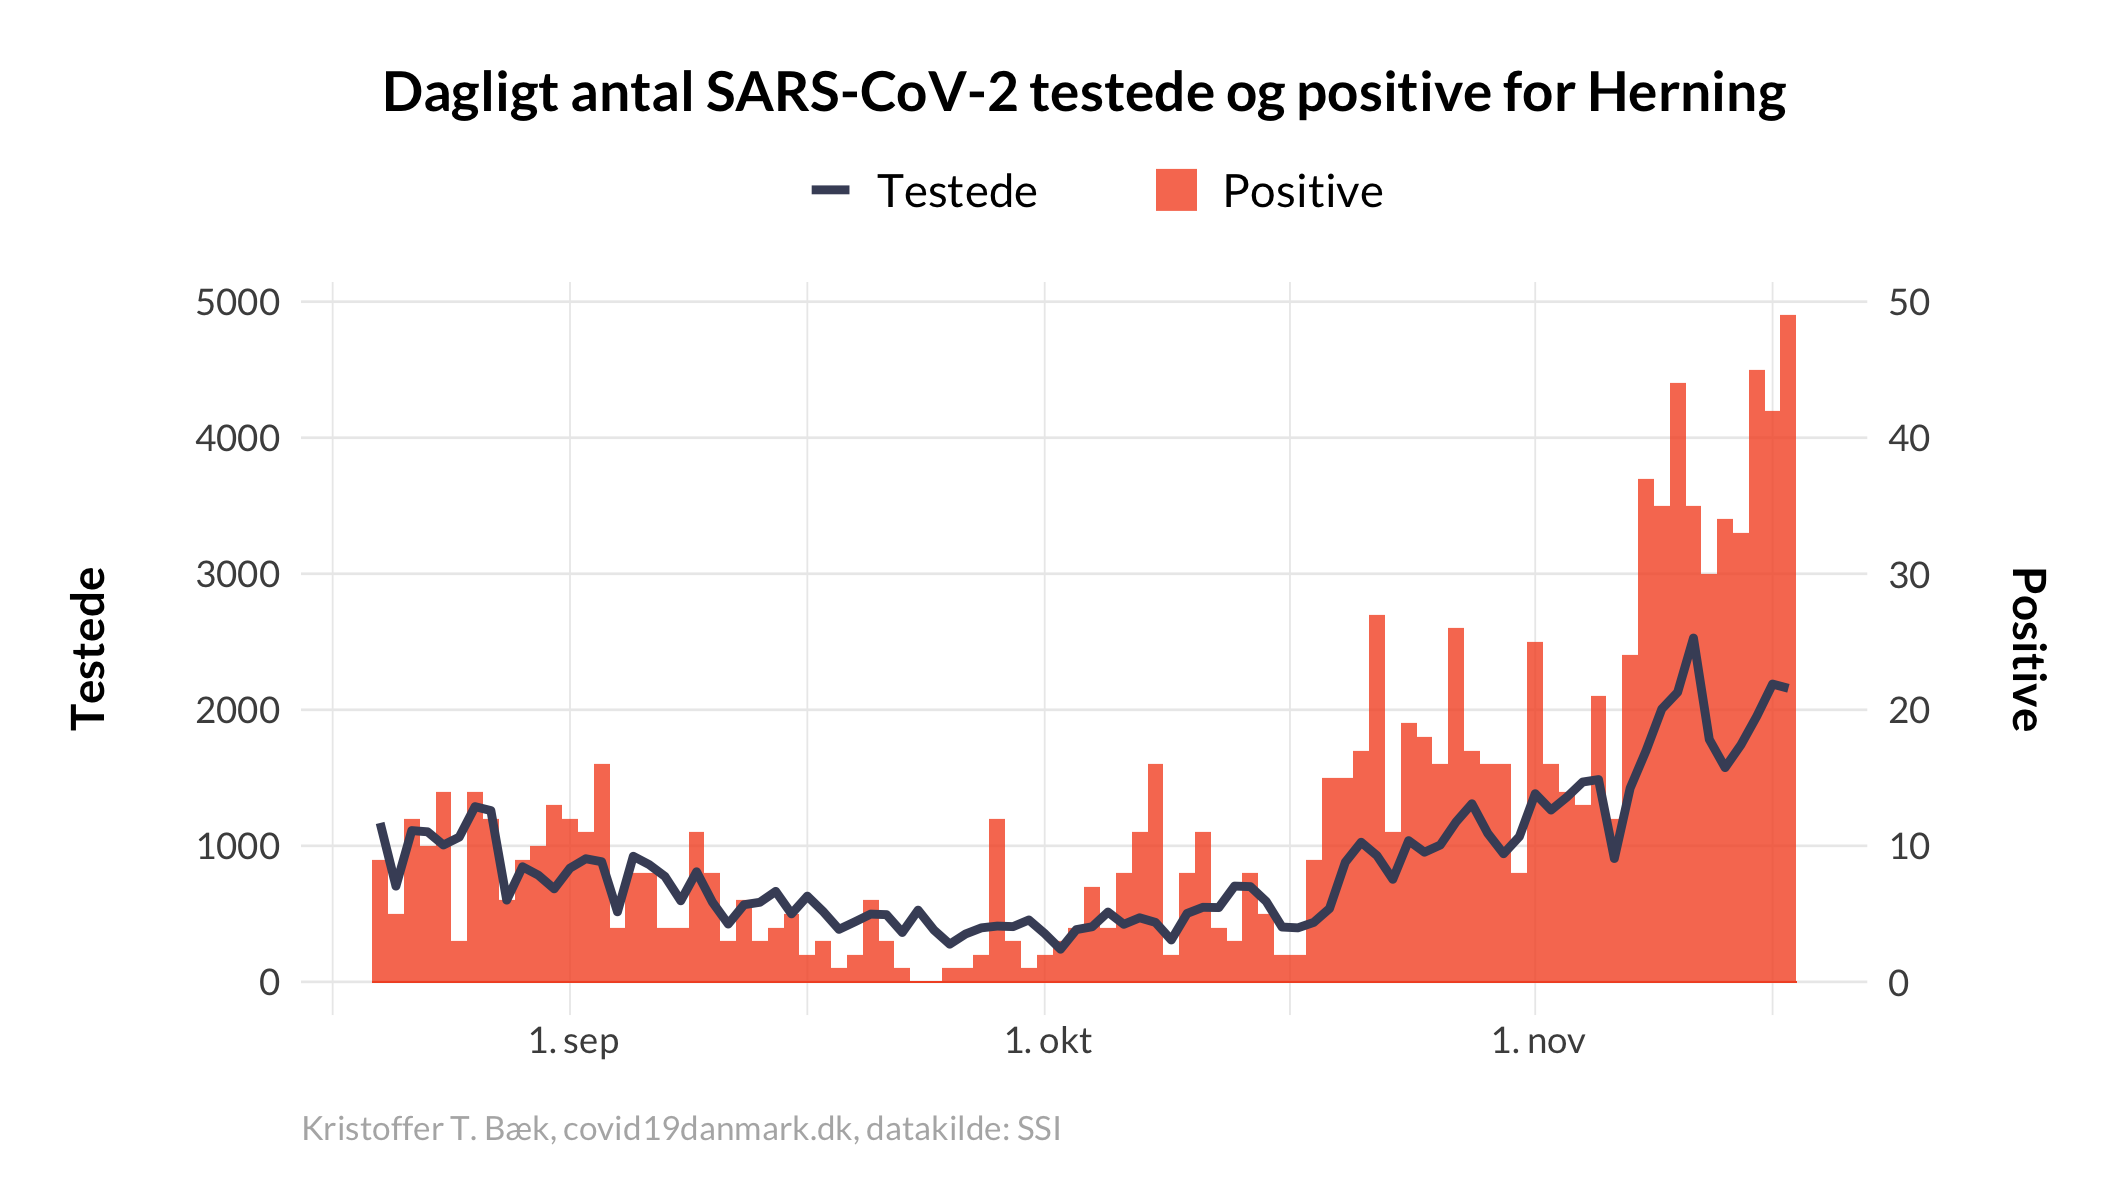 Dagligt antal SARS-CoV-2 testede og positive for Herning
Testede Positive
5000 50
4000 40
3000 30
2000 20
1000 10
0 0
Testede
Positive
1. sep 1. okt 1. nov
Kristoffer T. Bæk, covid19danmark.dk, datakilde: SSI